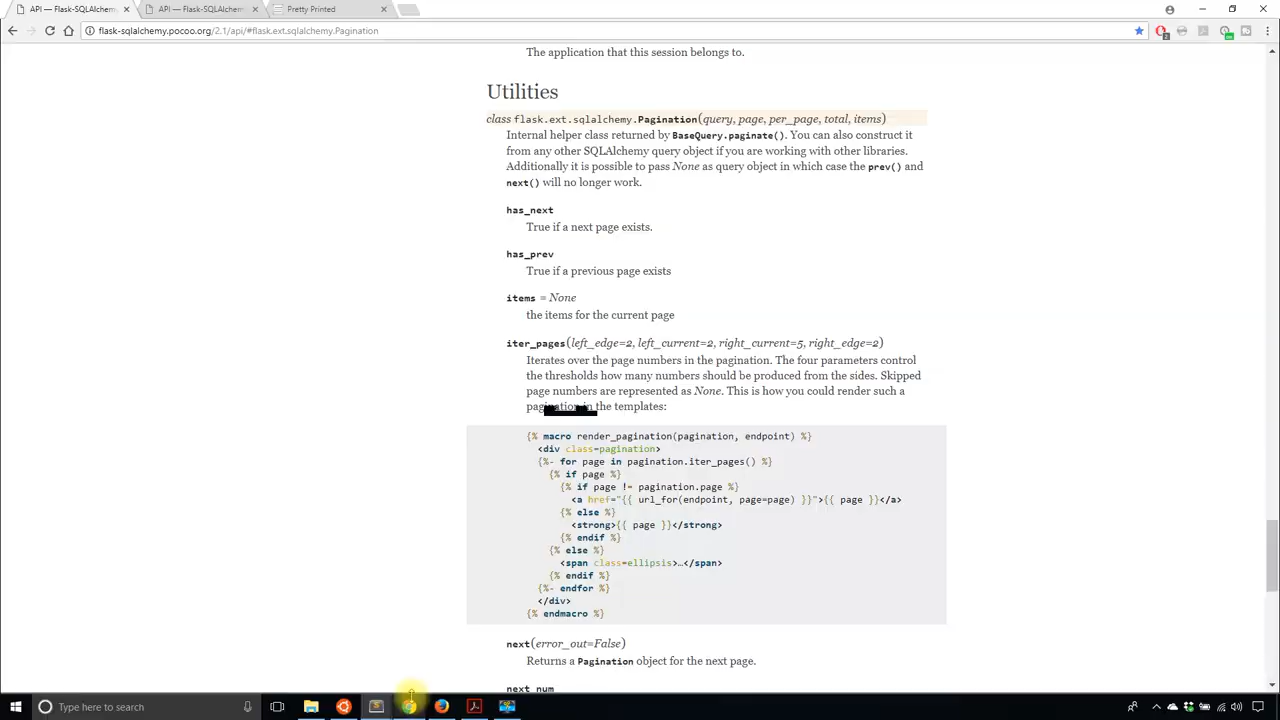 API — Flask-SQLAlchemy
API — Flask-SQLAlchemy
Pretty Printed
flask-sqlalchemy.pocoo.org/2.1/api/#flask.ext.sqlalchemy.Pagination
The application that this session belongs to.
Utilities
class flask.ext.sqlalchemy.Pagination(query, page, per_page, total, items)
Internal helper class returned by BaseQuery.paginate(). You can also construct it
from any other SQLAlchemy query object if you are working with other libraries.
Additionally it is possible to pass None as query object in which case the prev() and
next() will no longer work.
has_next
True if a next page exists.
has_prev
True if a previous page exists
items = None
the items for the current page
iter_pages(left_edge=2, left_current=2, right_current=5, right_edge=2)
Iterates over the page numbers in the pagination. The four parameters control
the thresholds how many numbers should be produced from the sides. Skipped
page numbers are represented as None. This is how you could render such a
pagination in the templates:
{% macro render_pagination(pagination, endpoint) %}
<div class=pagination>
{%- for page in pagination.iter_pages() %}
{% if page %}
{% if page != pagination.page %}
<a href="{{ url_for(endpoint, page=page) }}">{{ page }}</a>
{% else %}
<strong>{{ page }}</strong>
{% endif %}
{% else %}
<span class=ellipsis>…</span>
{% endif %}
{%- endfor %}
</div>
{% endmacro %}
next(error_out=False)
Returns a Pagination object for the next page.
next_num
Type here to search